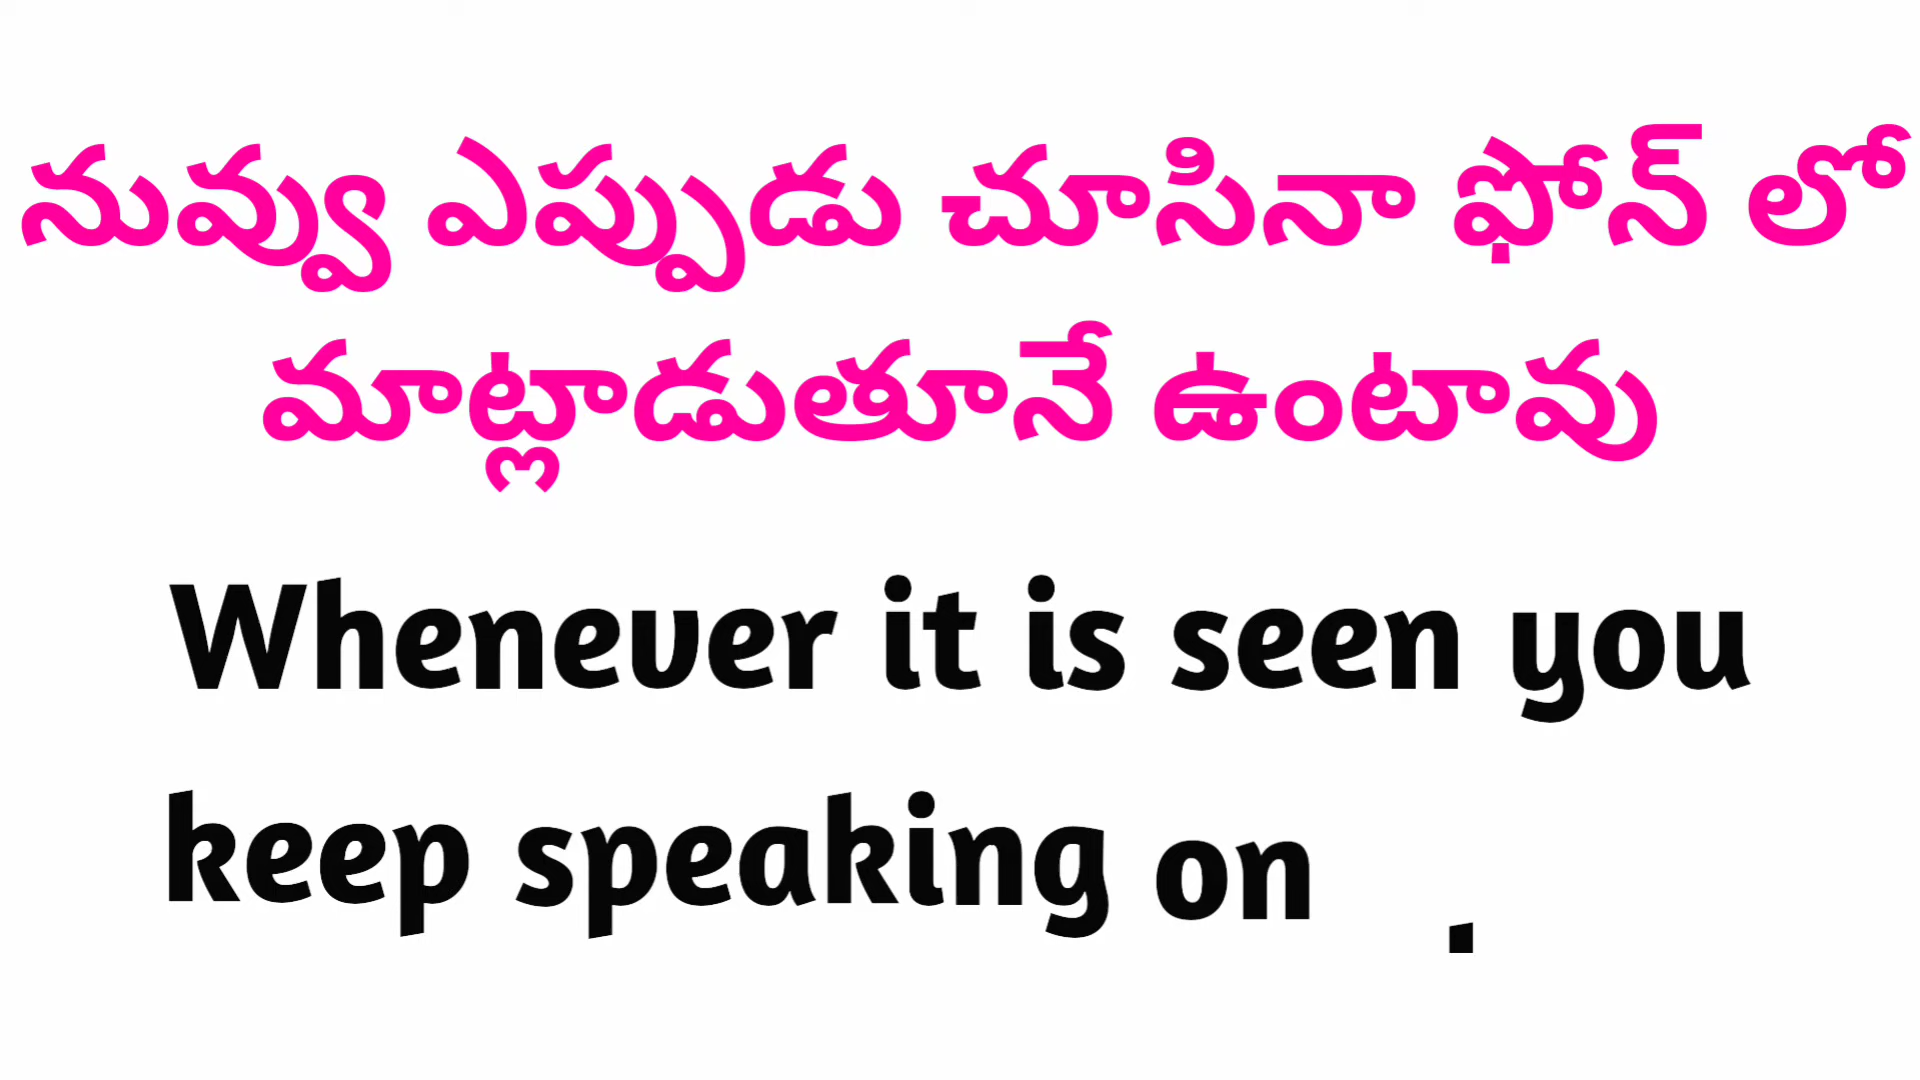 నువ్వు ఎప్పుడు చూసినా ఫోన్ లో
మాట్లాడుతూనే ఉంటావు
Whenever it is seen you
keep speaking on